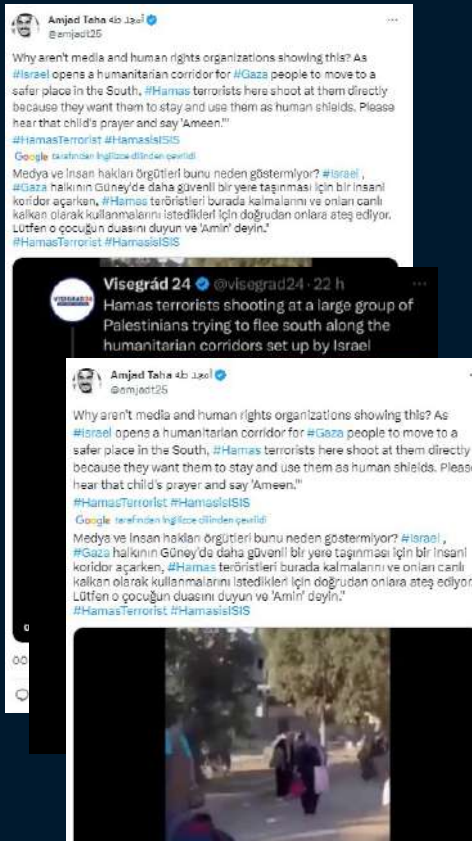 Amjad Taha أمجد طه
@amjadt25
Why aren't media and human rights organizations showing this? As
#Israel opens a humanitarian corridor for #Gaza people to move to a
safer place in the South, #Hamas terrorists here shoot at them directly
because they want them to stay and use them as human shields. Please
hear that child's prayer and say 'Ameen.'"
#HamasTerrorist #HamasisISIS
Google tarafından İngilizce dilinden çevrildi
Medya ve insan hakları örgütleri bunu neden göstermiyor? #Israel ,
#Gaza halkının Güney'de daha güvenli bir yere taşınması için bir insani
koridor açarken, #Hamas teröristleri burada kalmalarını ve onları canlı
kalkan olarak kullanmalarını istedikleri için doğrudan onlara ateş ediyor.
Lütfen o çocuğun duasını duyun ve 'Amin' deyin."
#HamasTerrorist #HamasisISIS
VISEGRAD24
Visegrád 24 @visegrad24 · 22 h
Hamas terrorists shooting at a large group of
Palestinians trying to flee south along the
humanitarian corridors set up by Israel
Amjad Taha أمجد طه
@amjadt25
Why aren't media and human rights organizations showing this? As
#Israel opens a humanitarian corridor for #Gaza people to move to a
safer place in the South, #Hamas terrorists here shoot at them directly
because they want them to stay and use them as human shields. Please
hear that child's prayer and say 'Ameen.'"
#HamasTerrorist #HamasisISIS
Google tarafından İngilizce dilinden çevrildi
Medya ve insan hakları örgütleri bunu neden göstermiyor? #Israel ,
#Gaza halkının Güney'de daha güvenli bir yere taşınması için bir insani
koridor açarken, #Hamas teröristleri burada kalmalarını ve onları canlı
kalkan olarak kullanmalarını istedikleri için doğrudan onlara ateş ediyor.
Lütfen o çocuğun duasını duyun ve 'Amin' deyin."
#HamasTerrorist #HamasisISIS